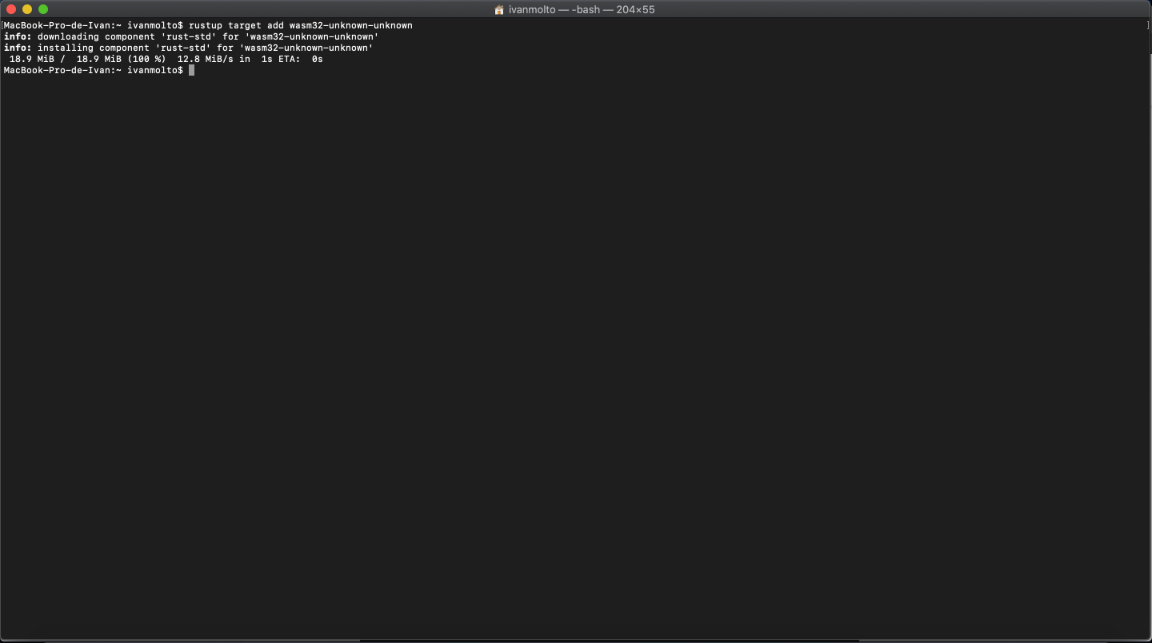 ivanmolto — -bash — 204×55
[MacBook-Pro-de-Ivan:~ ivanmolto$ rustup target add wasm32-unknown-unknown ]
info: downloading component 'rust-std' for 'wasm32-unknown-unknown'
info: installing component 'rust-std' for 'wasm32-unknown-unknown'
18.9 MiB / 18.9 MiB (100 %) 12.8 MiB/s in 1s ETA: 0s
MacBook-Pro-de-Ivan:~ ivanmolto$